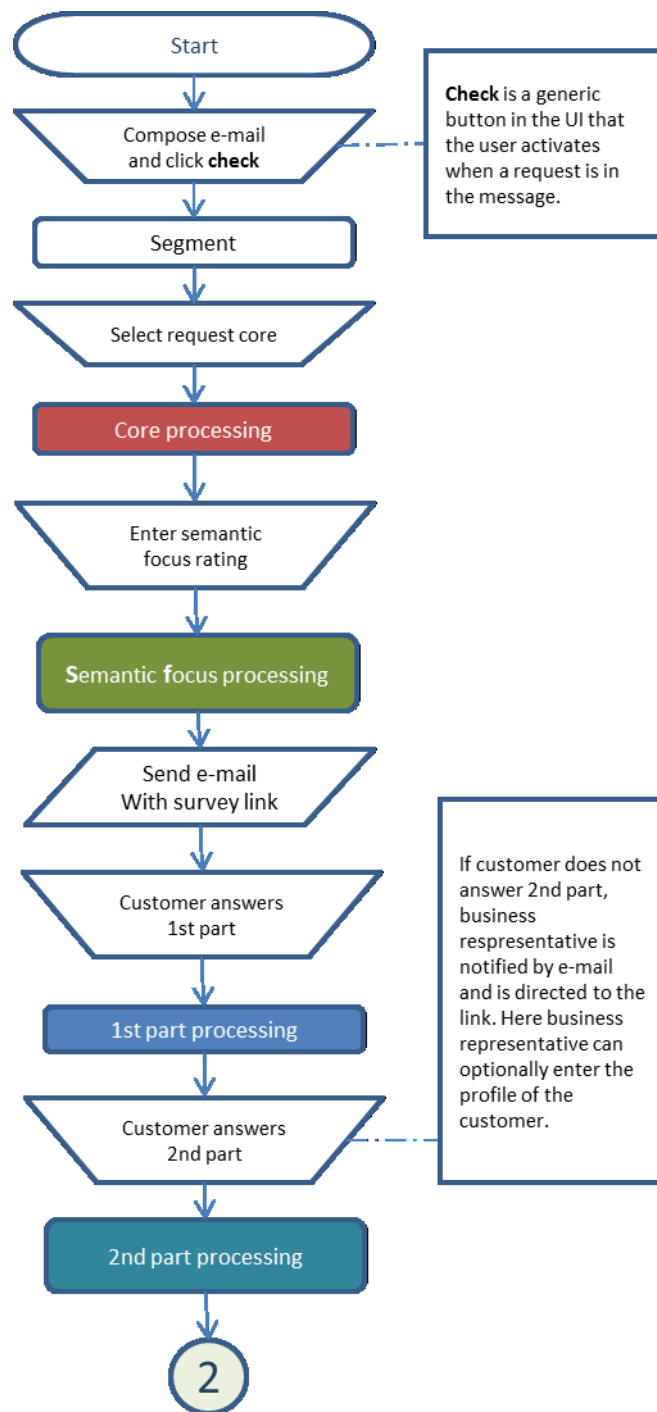 Start
Compose e-mail
and click check
Check is a generic
button in the UI that
the user activates
when a request is in
the message.
Segment
Select request core
Core processing
Enter semantic
focus rating
Semantic focus processing
Send e-mail
With survey link
Customer answers
1st part
1st part processing
Customer answers
2nd part
If customer does not
answer 2nd part,
business
respresentative is
notified by e-mail
and is directed to the
link. Here business
representative can
optionally enter the
profile of the
customer.
2nd part processing
2